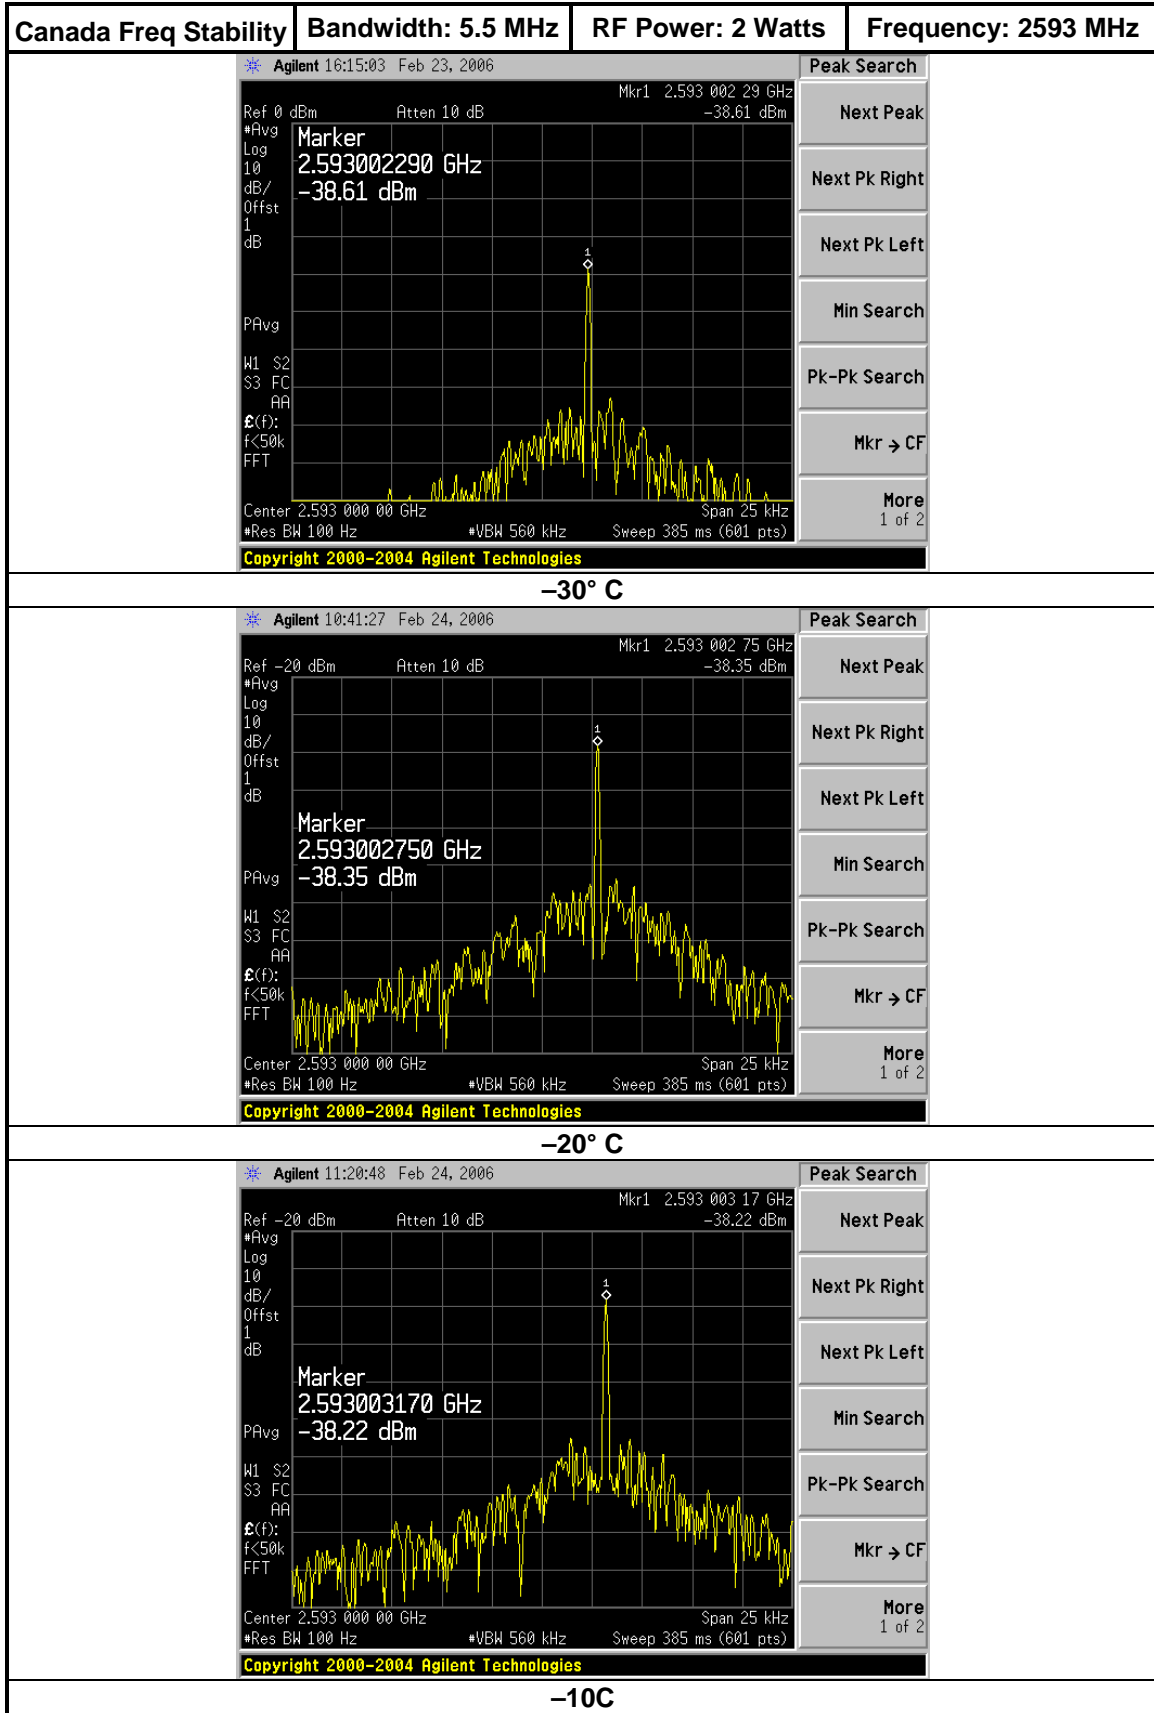 Canada Freq Stability Bandwidth: 5.5 MHz RF Power: 2 Watts Frequency: 2593 MHz
Agilent 16:15:03 Feb 23, 2006 Peak Search
Mkr1 2.593 002 29 GHz
Ref 0 dBm Atten 10 dB -38.61 dBm
#Avg
Log
10
dB/
Offst
1
dB
PAvg
W1 S2
S3 FC
AA
£(f):
f<50k
FFT
Marker
2.593002290 GHz
-38.61 dBm
1
Center 2.593 000 00 GHz Span 25 kHz
#Res BW 100 Hz #VBW 560 kHz Sweep 385 ms (601 pts)
Copyright 2000-2004 Agilent Technologies
Next Peak
Next Pk Right
Next Pk Left
Min Search
Pk-Pk Search
Mkr → CF
More
1 of 2
–30° C
Agilent 10:41:27 Feb 24, 2006 Peak Search
Mkr1 2.593 002 75 GHz
Ref -20 dBm Atten 10 dB -38.35 dBm
#Avg
Log
10
dB/
Offst
1
dB
PAvg
W1 S2
S3 FC
AA
£(f):
f<50k
FFT
Marker
2.593002750 GHz
-38.35 dBm
1
Center 2.593 000 00 GHz Span 25 kHz
#Res BW 100 Hz #VBW 560 kHz Sweep 385 ms (601 pts)
Copyright 2000-2004 Agilent Technologies
Next Peak
Next Pk Right
Next Pk Left
Min Search
Pk-Pk Search
Mkr → CF
More
1 of 2
–20° C
Agilent 11:20:48 Feb 24, 2006 Peak Search
Mkr1 2.593 003 17 GHz
Ref -20 dBm Atten 10 dB -38.22 dBm
#Avg
Log
10
dB/
Offst
1
dB
PAvg
W1 S2
S3 FC
AA
£(f):
f<50k
FFT
Marker
2.593003170 GHz
-38.22 dBm
1
Center 2.593 000 00 GHz Span 25 kHz
#Res BW 100 Hz #VBW 560 kHz Sweep 385 ms (601 pts)
Copyright 2000-2004 Agilent Technologies
Next Peak
Next Pk Right
Next Pk Left
Min Search
Pk-Pk Search
Mkr → CF
More
1 of 2
–10C